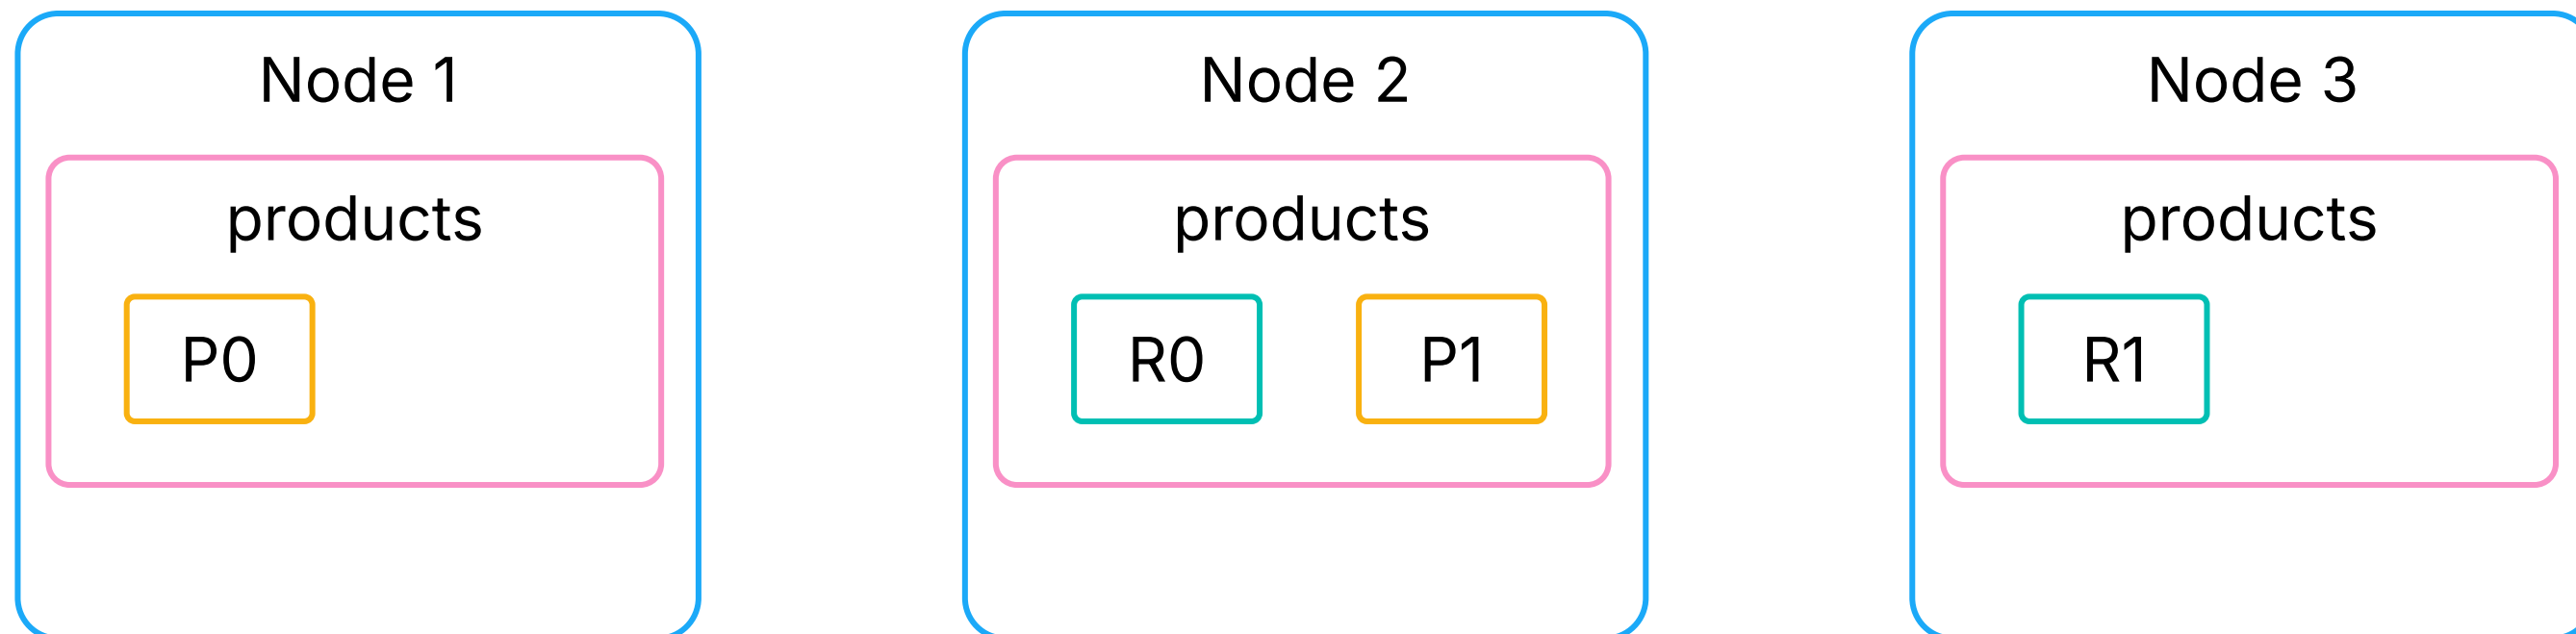 Node 1
products
P0
Node 2
products
R0
P1
Node 3
products
R1